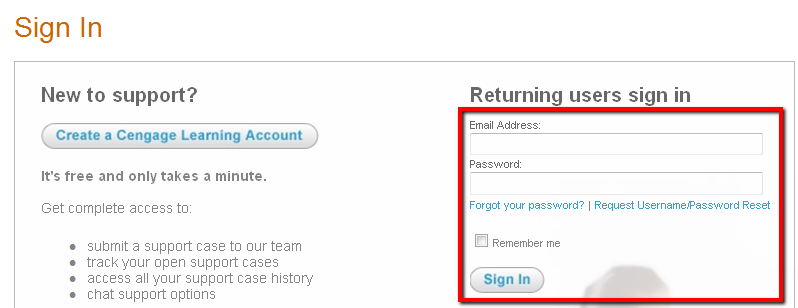 Sign In
New to support?
Create a Cengage Learning Account
It's free and only takes a minute.
Get complete access to:
submit a support case to our team
track your open support cases
access all your support case history
chat support options
Returning users sign in
Email Address:
Password:
Forgot your password? | Request Username/Password Reset
Remember me
Sign In